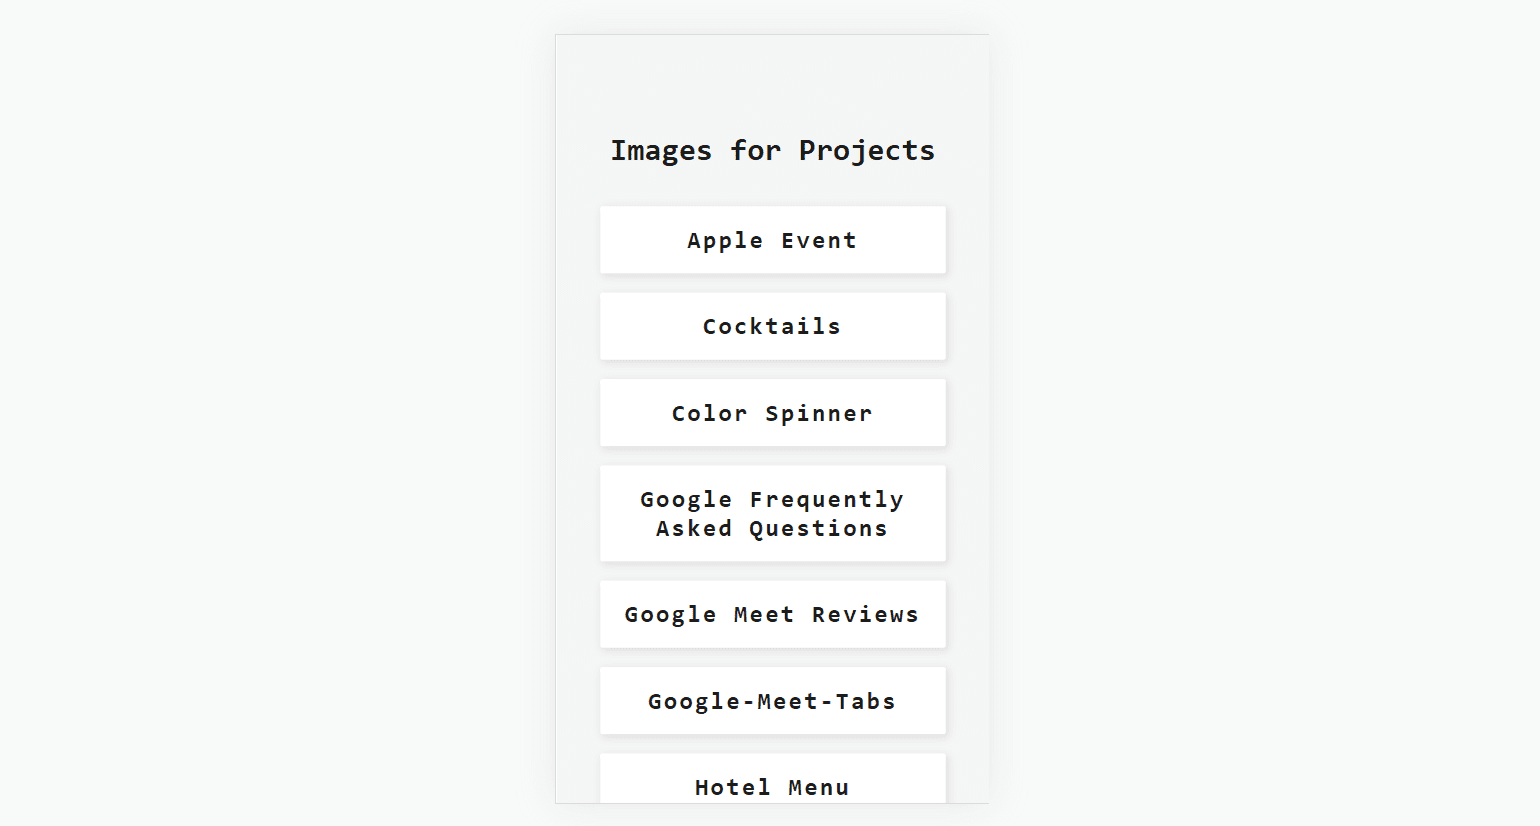 Images for Projects
Apple Event
Cocktails
Color Spinner
Google Frequently
Asked Questions
Google Meet Reviews
Google-Meet-Tabs
Hotel Menu